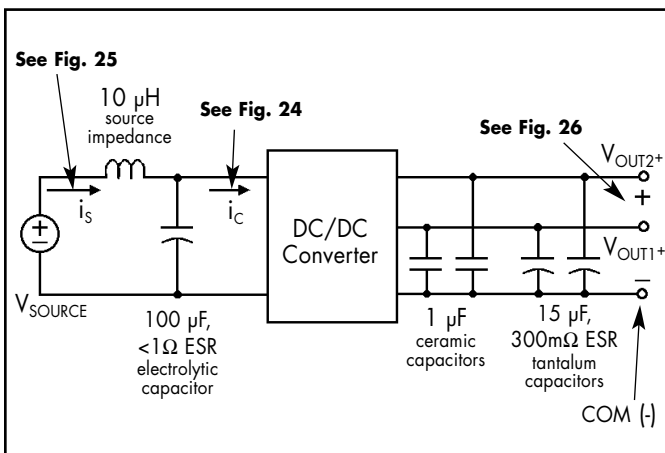 See Fig. 25
10 µH
source
impedance
See Fig. 24
See Fig. 26
VOUT2+
+
iS
iC
DC/DC
Converter
VOUT1+
+
−
−
VSOURCE
100 µF,
<1Ω ESR
electrolytic
capacitor
1 µF
ceramic
capacitors
15 µF,
300mΩ ESR
tantalum
capacitors
COM (-)